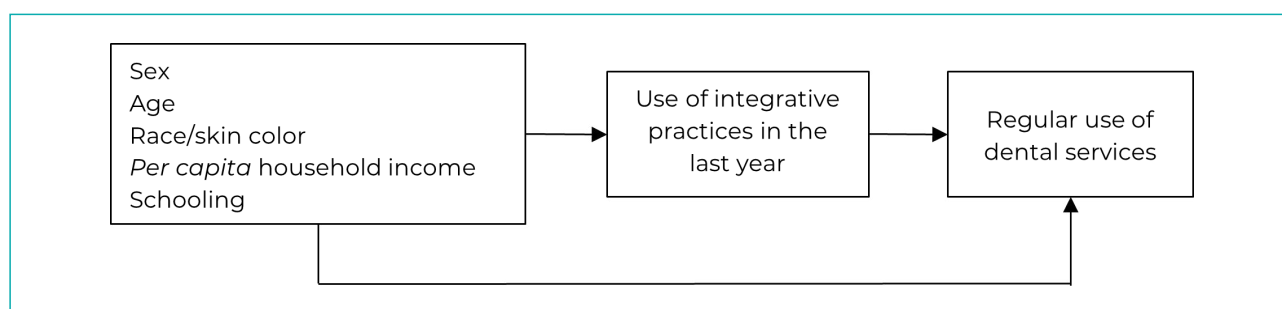 Sex
Age
Race/skin color
Per capita household income
Schooling
Use of integrative
practices in the
last year
Regular use of
dental services